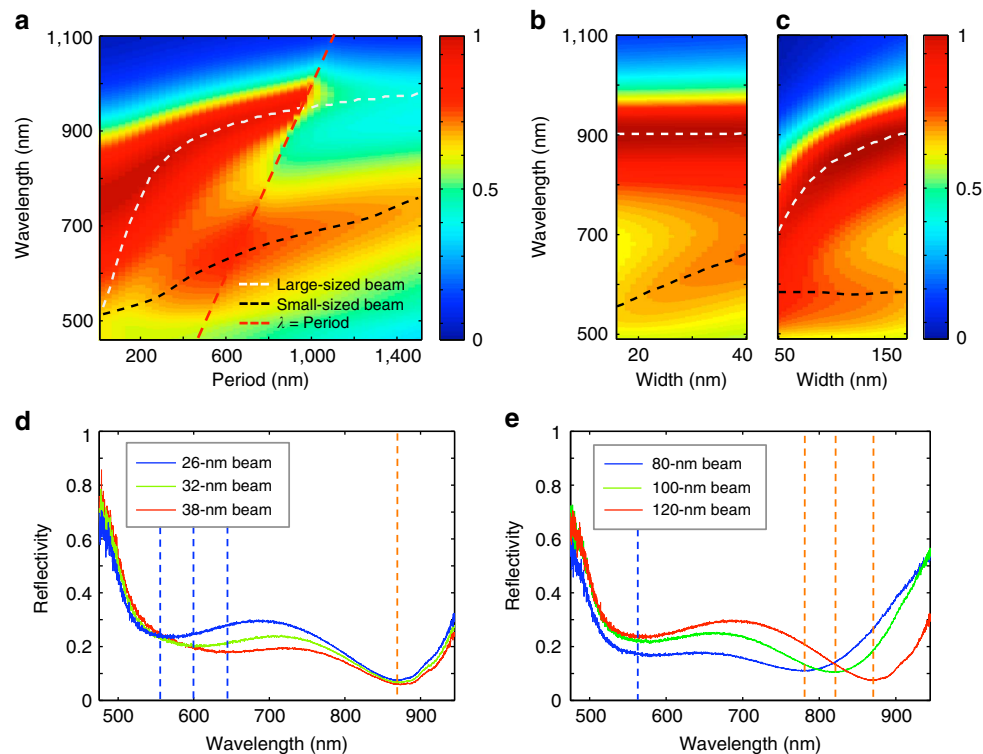 a
1,100
900
700
500
Wavelength (nm)
200
600
1,000
1,400
Period (nm)
Large-sized beam
Small-sized beam
λ = Period
1
0.5
0
b
1,100
900
700
500
Wavelength (nm)
20
40
Width (nm)
c
50
150
Width (nm)
1
0.5
0
d
1
0.8
0.6
0.4
0.2
0
Reflectivity
26-nm beam
32-nm beam
38-nm beam
500
600
700
800
900
Wavelength (nm)
e
1
0.8
0.6
0.4
0.2
0
Reflectivity
80-nm beam
100-nm beam
120-nm beam
500
600
700
800
900
Wavelength (nm)